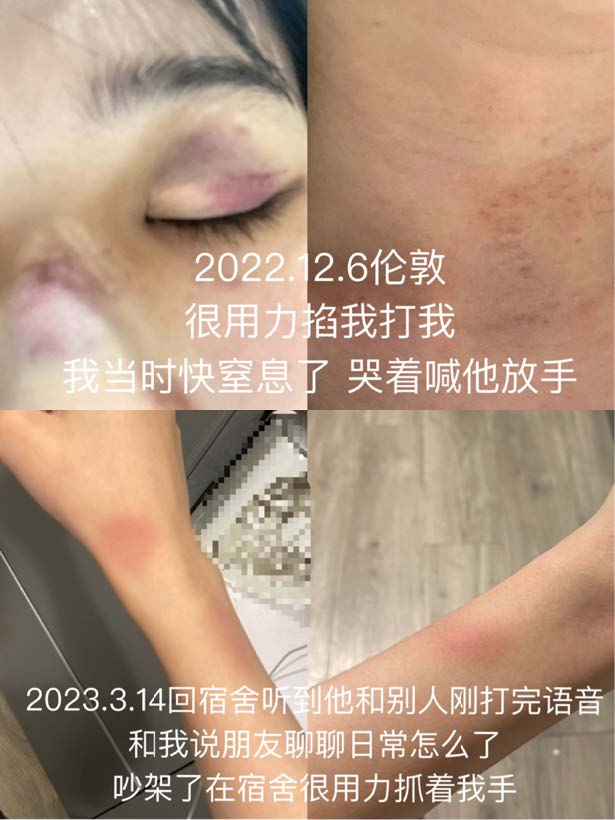 2022.12.6伦敦
很用力掐我打我
我当时快窒息了 哭着喊他放手
2023.3.14回宿舍听到他和别人刚打完语音
和我说朋友聊聊日常怎么了
吵架了在宿舍很用力抓着我手